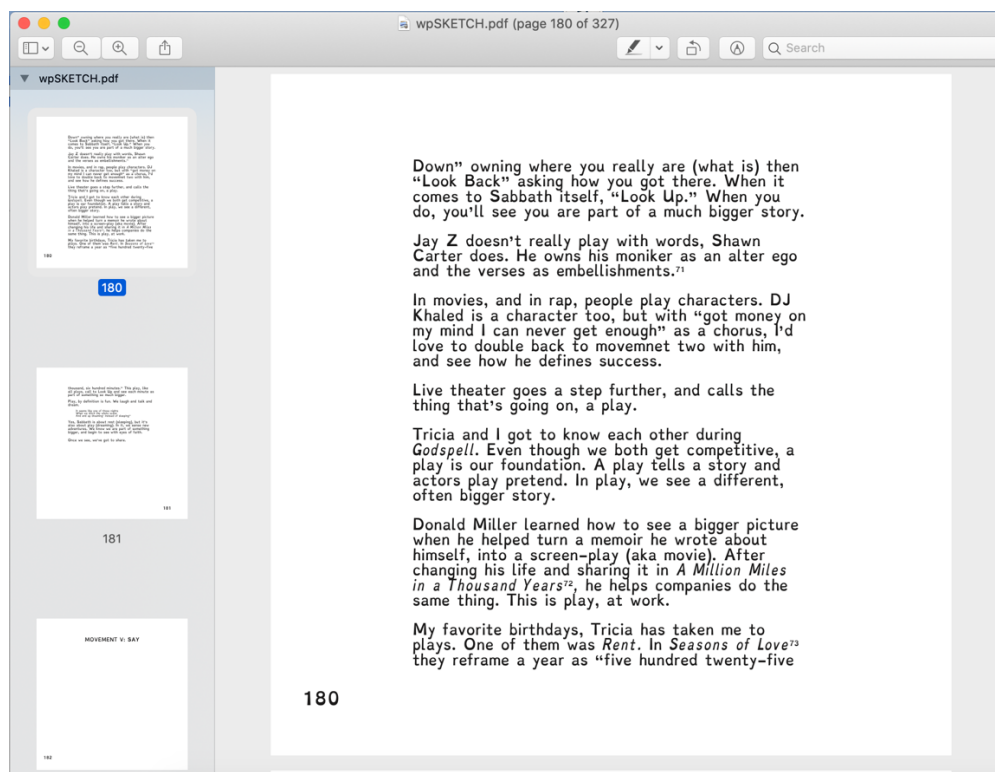 wpSKETCH.pdf (page 180 of 327)
Search
wpSKETCH.pdf
180
181
MOVEMENT V: SAY
182
Down” owning where you really are (what is) then
“Look Back” asking how you got there. When it
comes to Sabbath itself, “Look Up.” When you
do, you’ll see you are part of a much bigger story.
Jay Z doesn’t really play with words, Shawn
Carter does. He owns his moniker as an alter ego
and the verses as embellishments.⁷¹
In movies, and in rap, people play characters. DJ
Khaled is a character too, but with “got money on
my mind I can never get enough” as a chorus, I’d
love to double back to movemnet two with him,
and see how he defines success.
Live theater goes a step further, and calls the
thing that’s going on, a play.
Tricia and I got to know each other during
Godspell. Even though we both get competitive, a
play is our foundation. A play tells a story and
actors play pretend. In play, we see a different,
often bigger story.
Donald Miller learned how to see a bigger picture
when he helped turn a memoir he wrote about
himself, into a screen-play (aka movie). After
changing his life and sharing it in A Million Miles
in a Thousand Years⁷², he helps companies do the
same thing. This is play, at work.
My favorite birthdays, Tricia has taken me to
plays. One of them was Rent. In Seasons of Love⁷³
they reframe a year as “five hundred twenty-five
180